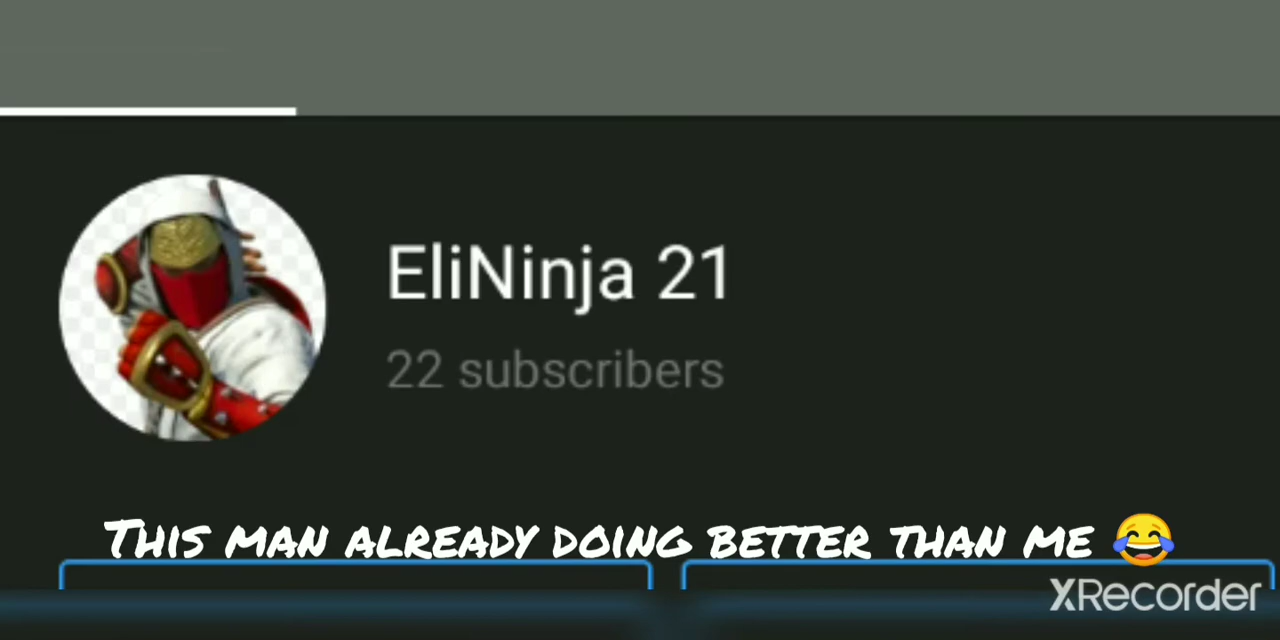 EliNinja 21
22 subscribers
This man already doing better than me 😂
XRecorder